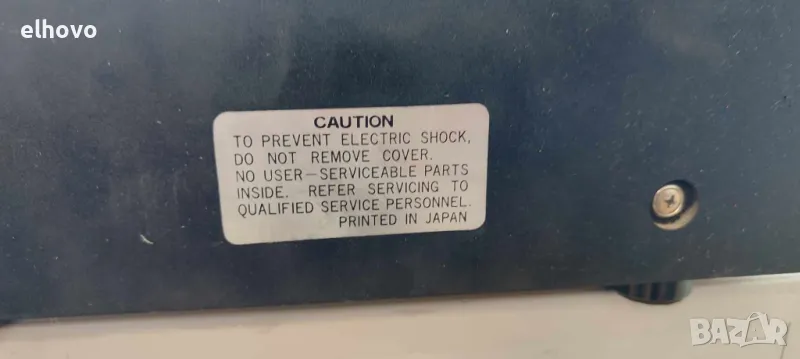 elhovo
CAUTION
TO PREVENT ELECTRIC SHOCK,
DO NOT REMOVE COVER.
NO USER-SERVICEABLE PARTS
INSIDE. REFER SERVICING TO
QUALIFIED SERVICE PERSONNEL.
PRINTED IN JAPAN
BAZAR